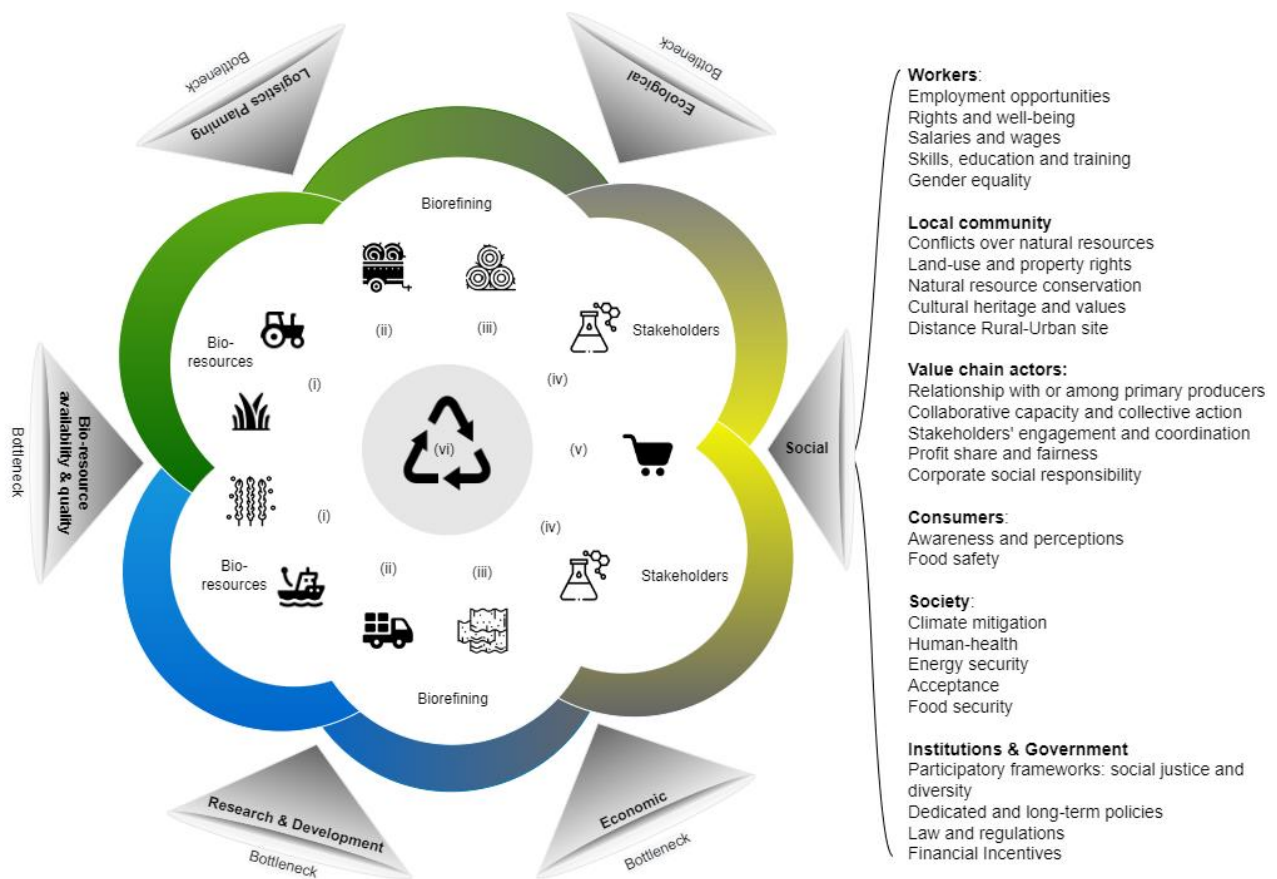 Bottleneck
Logistics Planning
Bottleneck
Ecological
Biorefining
Bio-
resources
(i)
(ii)
(iii)
(iv)
Stakeholders
Bottleneck
Bio-resource
availability & quality
(vi)
(v)
Social
(i)
Bio-
resources
(ii)
(iii)
(iv)
Stakeholders
Biorefining
Research & Development
Bottleneck
Economic
Bottleneck
Workers:
Employment opportunities
Rights and well-being
Salaries and wages
Skills, education and training
Gender equality
Local community
Conflicts over natural resources
Land-use and property rights
Natural resource conservation
Cultural heritage and values
Distance Rural-Urban site
Value chain actors:
Relationship with or among primary producers
Collaborative capacity and collective action
Stakeholders' engagement and coordination
Profit share and fairness
Corporate social responsibility
Consumers:
Awareness and perceptions
Food safety
Society:
Climate mitigation
Human-health
Energy security
Acceptance
Food security
Institutions & Government
Participatory frameworks: social justice and
diversity
Dedicated and long-term policies
Law and regulations
Financial Incentives